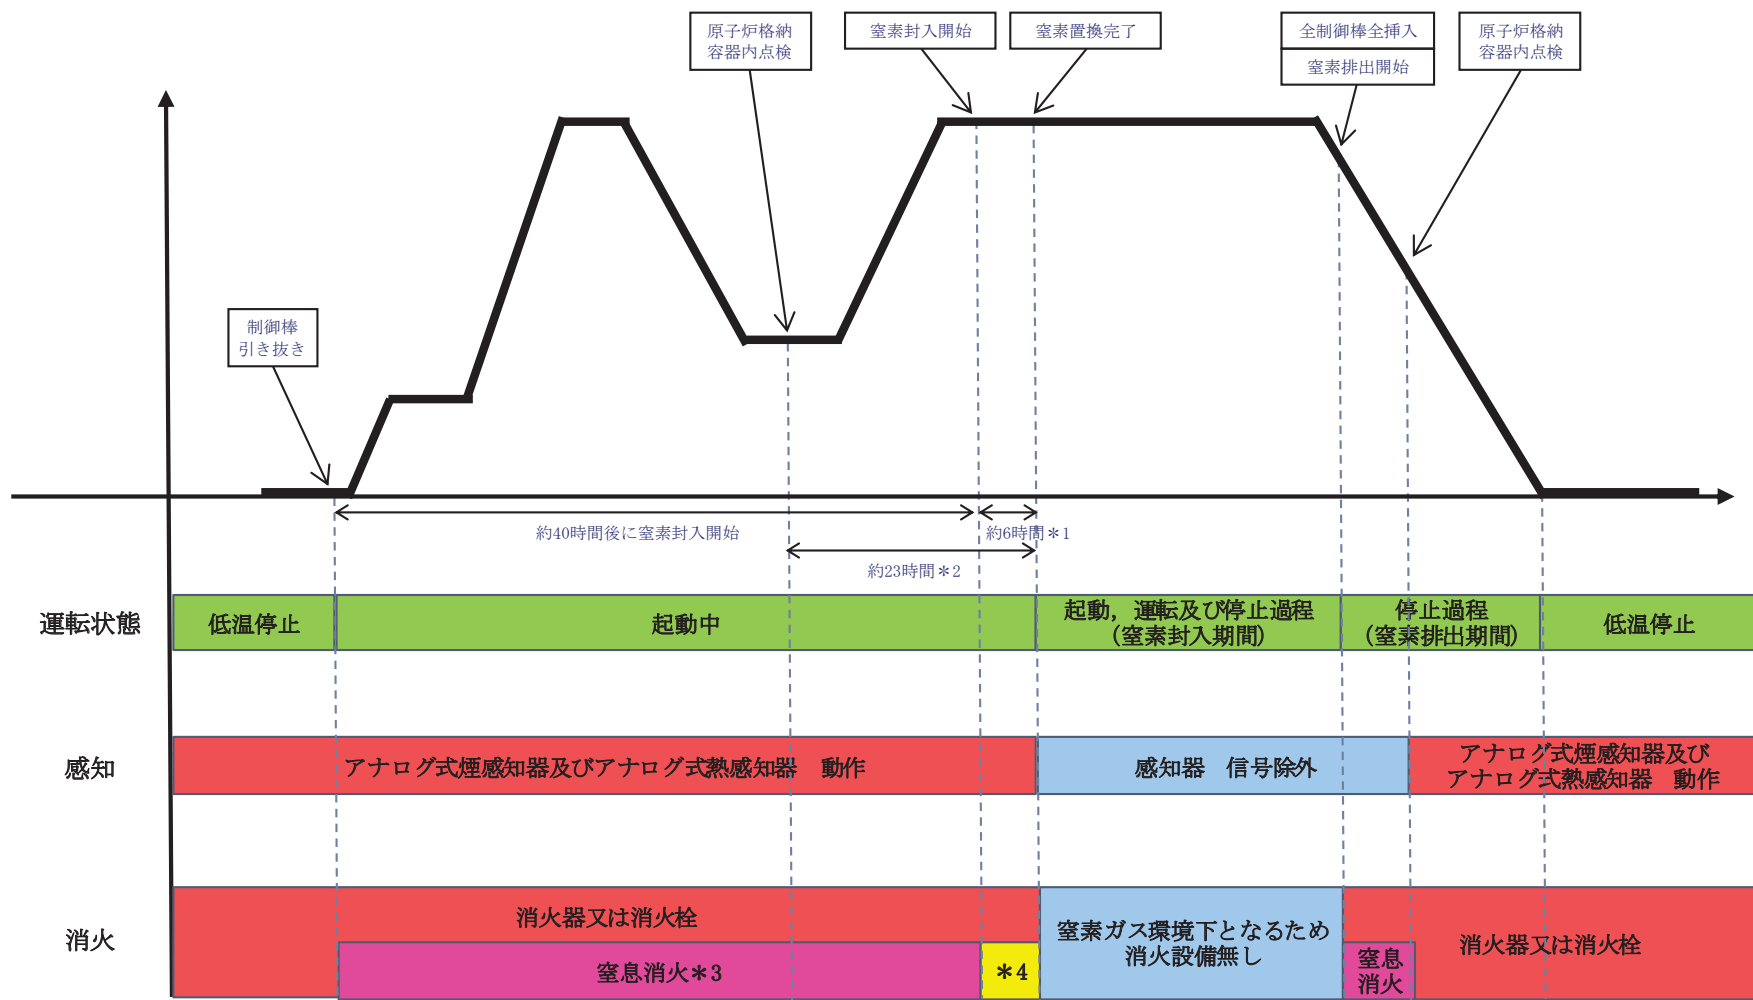 原子炉格納
容器内点検
窒素封入開始
窒素置換完了
全制御棒全挿入
窒素排出開始
原子炉格納
容器内点検
制御棒
引き抜き
約40時間後に窒素封入開始
約6時間＊1
約23時間＊2
運転状態
低温停止
起動中
起動，運転及び停止過程
（窒素封入期間）
停止過程
（窒素排出期間）
低温停止
感知
アナログ式煙感知器及びアナログ式熱感知器　動作
感知器　信号除外
アナログ式煙感知器及び
アナログ式熱感知器　動作
消火
消火器又は消火栓
窒息消火＊3
＊4
窒素ガス環境下となるため
消火設備無し
窒息
消火
消火器又は消火栓